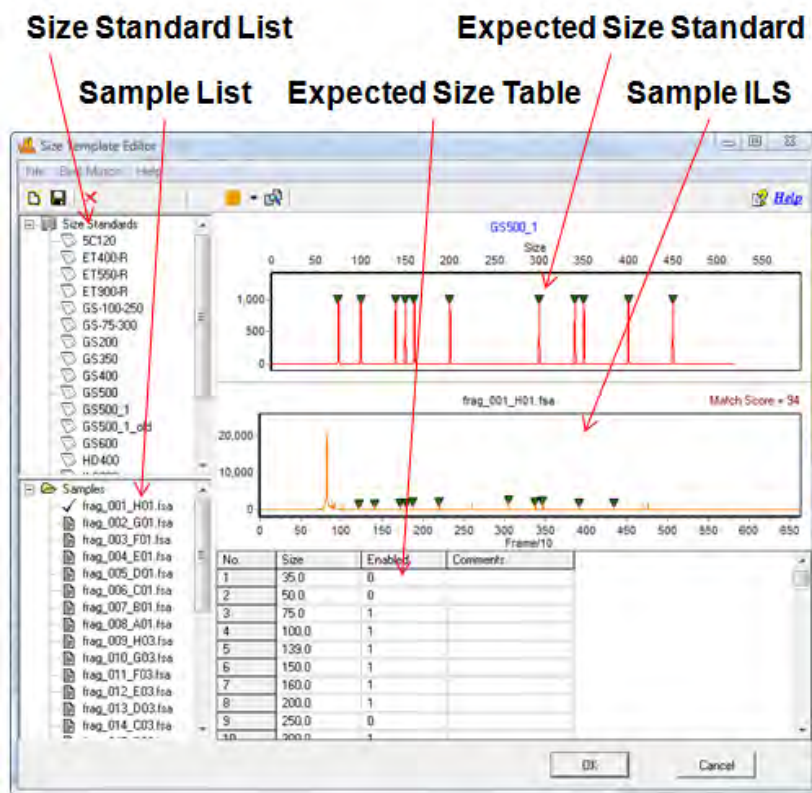 Size Standard List
Expected Size Standard
Sample List
Expected Size Table
Sample ILS
Size Template Editor
File Best Match Help
Help
Size Standards
5C120
ET400-R
ET550-R
ET900-R
GS-100-250
GS-75-300
GS200
GS350
GS400
GS500
GS500_1
GS500_1_old
GS600
HD400
GS500_1
Size
0 50 100 150 200 250 300 350 400 450 500 550
1,000
500
0
frag_001_H01.fsa
Match Score = 94
20,000
10,000
0
0 50 100 150 200 250 300 350 400 450 500 550 600 650
Frame/10
Samples
frag_001_H01.fsa
frag_002_G01.fsa
frag_003_F01.fsa
frag_004_E01.fsa
frag_005_D01.fsa
frag_006_C01.fsa
frag_007_B01.fsa
frag_008_A01.fsa
frag_009_H03.fsa
frag_010_G03.fsa
frag_011_F03.fsa
frag_012_E03.fsa
frag_013_D03.fsa
frag_014_C03.fsa
No. Size Enabled Comments
1 35.0 0
2 50.0 0
3 75.0 1
4 100.0 1
5 139.0 1
6 150.0 1
7 160.0 1
8 200.0 1
9 250.0 0
10 300.0 1
OK
Cancel